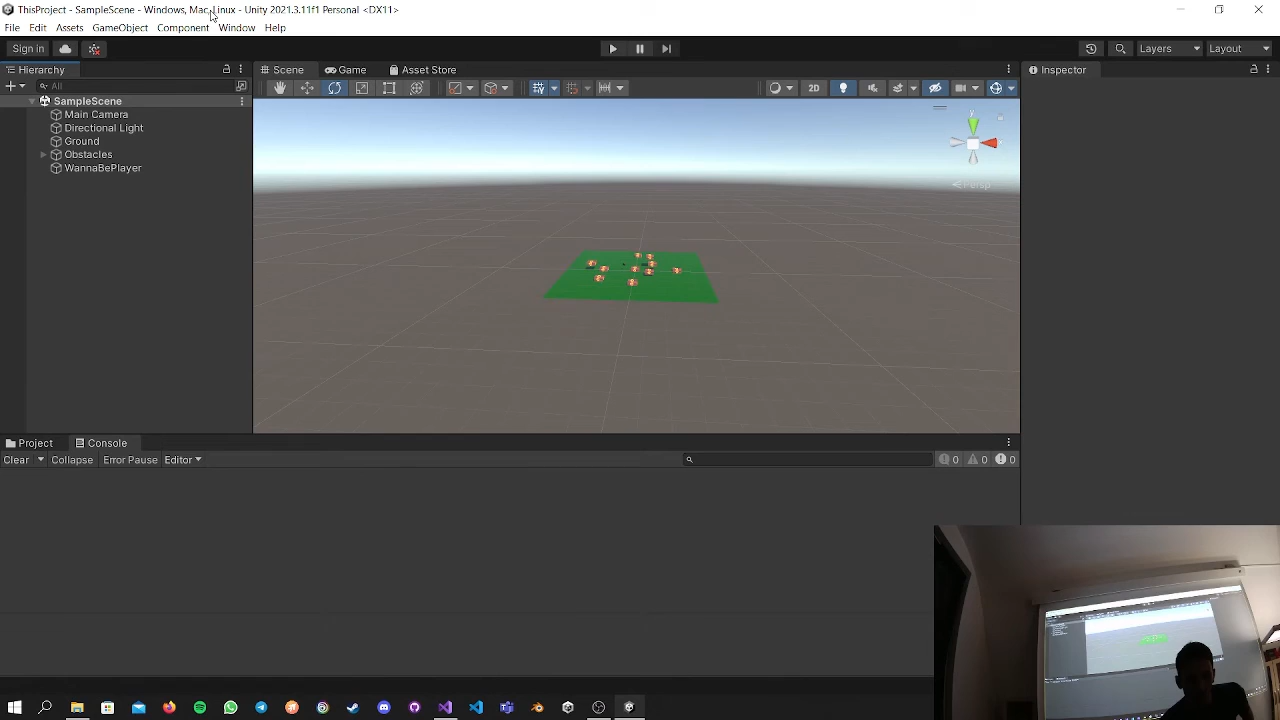 ThisProject - SampleScene - Windows, Mac, Linux - Unity 2021.3.11f1 Personal <DX11>
File Edit Assets GameObject Component Window Help
Sign in
Layers
Layout
Hierarchy
Scene
Game
Asset Store
Inspector
All
2D
SampleScene
Main Camera
Directional Light
Ground
Obstacles
WannaBePlayer
y
x
Persp
Project
Console
Clear
Collapse
Error Pause
Editor
0
0
0